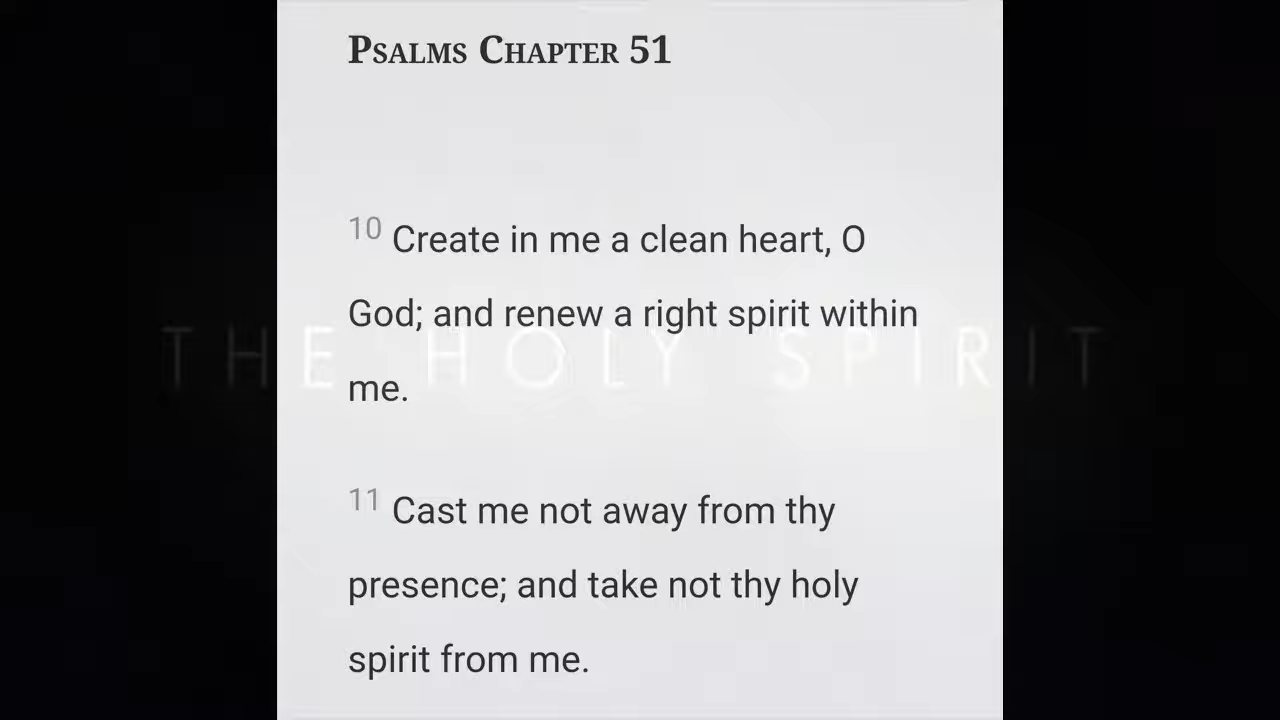 PSALMS CHAPTER 51
10 Create in me a clean heart, O
God; and renew a right spirit within
THE HOLY SPIRIT
me.
11 Cast me not away from thy
presence; and take not thy holy
spirit from me.